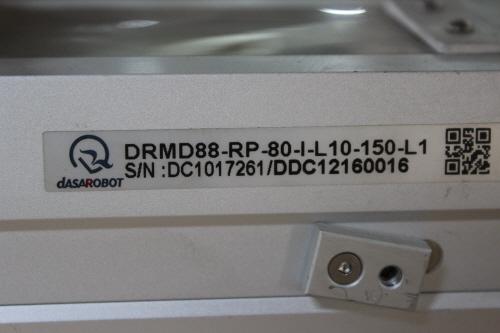 DRMD88-RP-80-I-L10-150-L1
S/N :DC1017261/DDC12160016
dASAROBOT